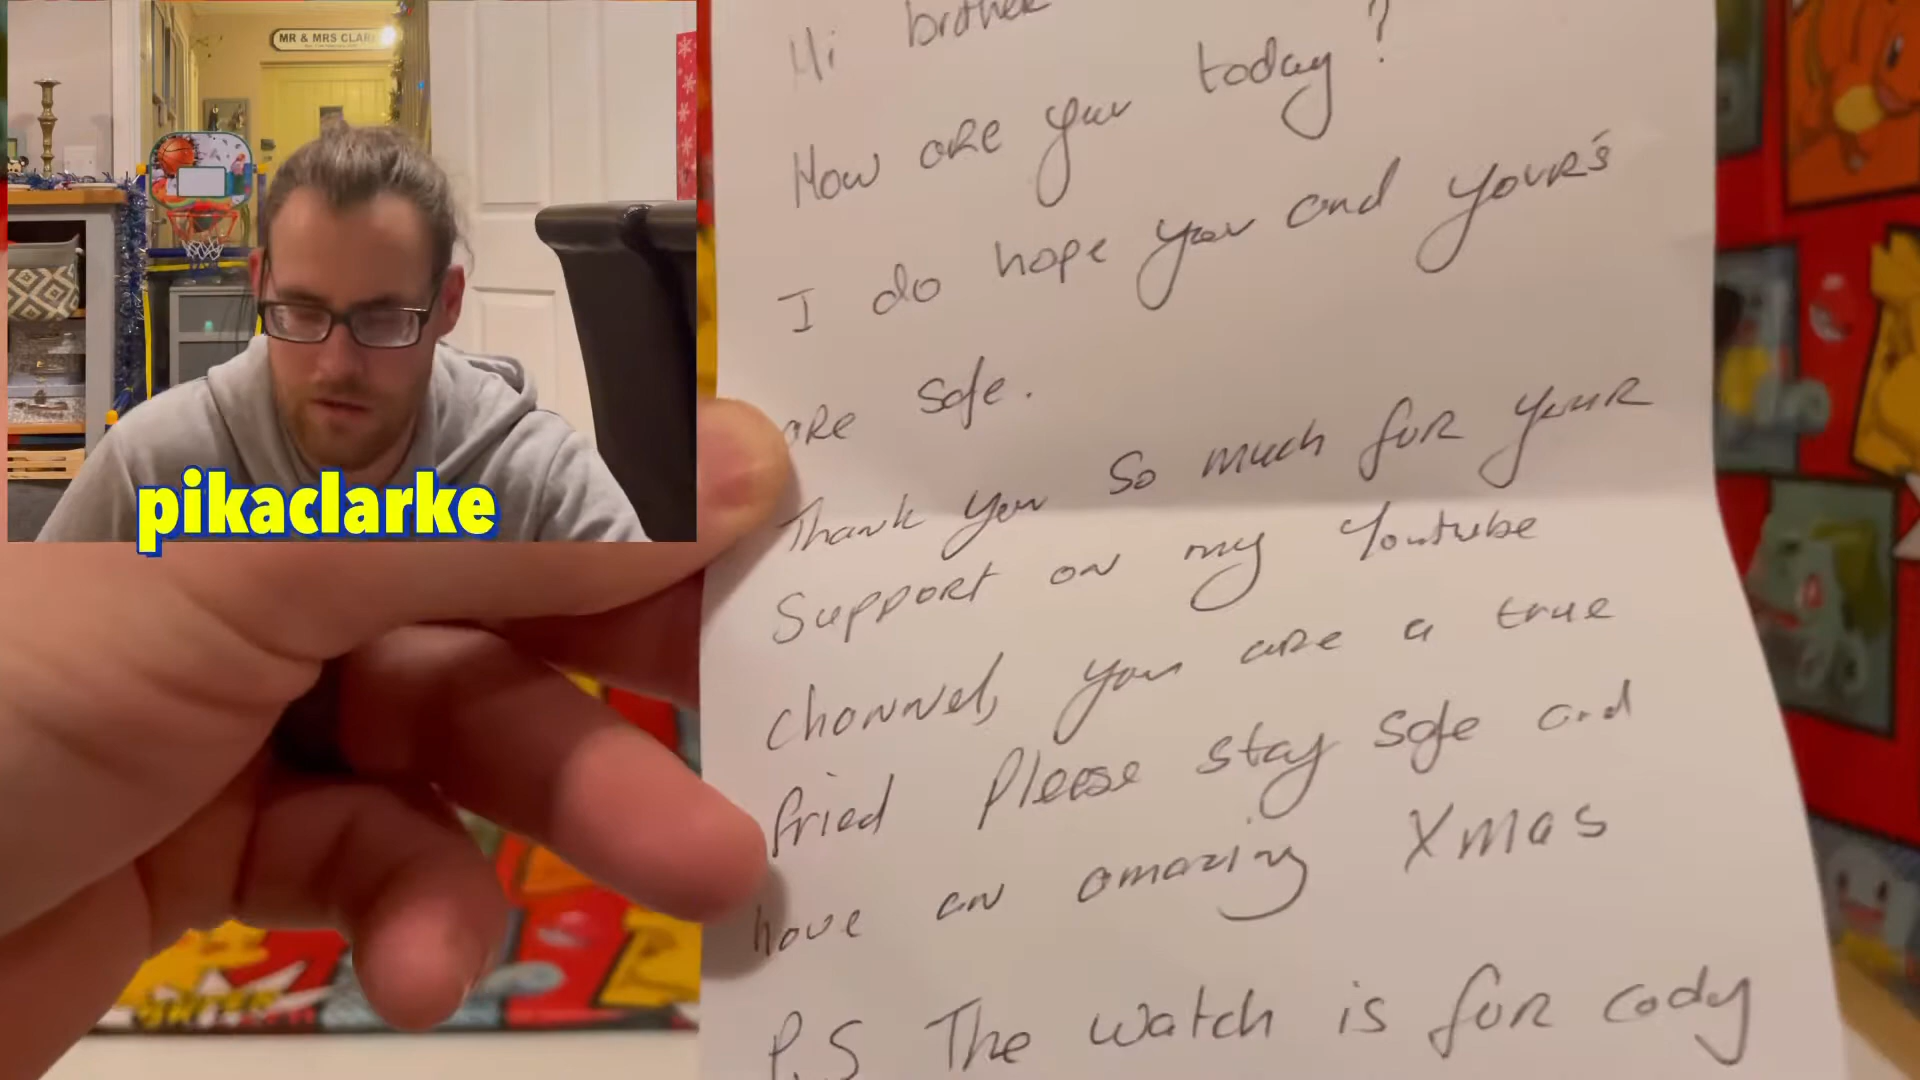 MR & MRS CLARK
pikaclarke
Hi brother
How are you today?
I do hope you and your's
are safe.
Thank you so much for your
Support on my Youtube
channel, you are a true
fried Please stay safe and
have an amazing Xmas
P.S The watch is for cody